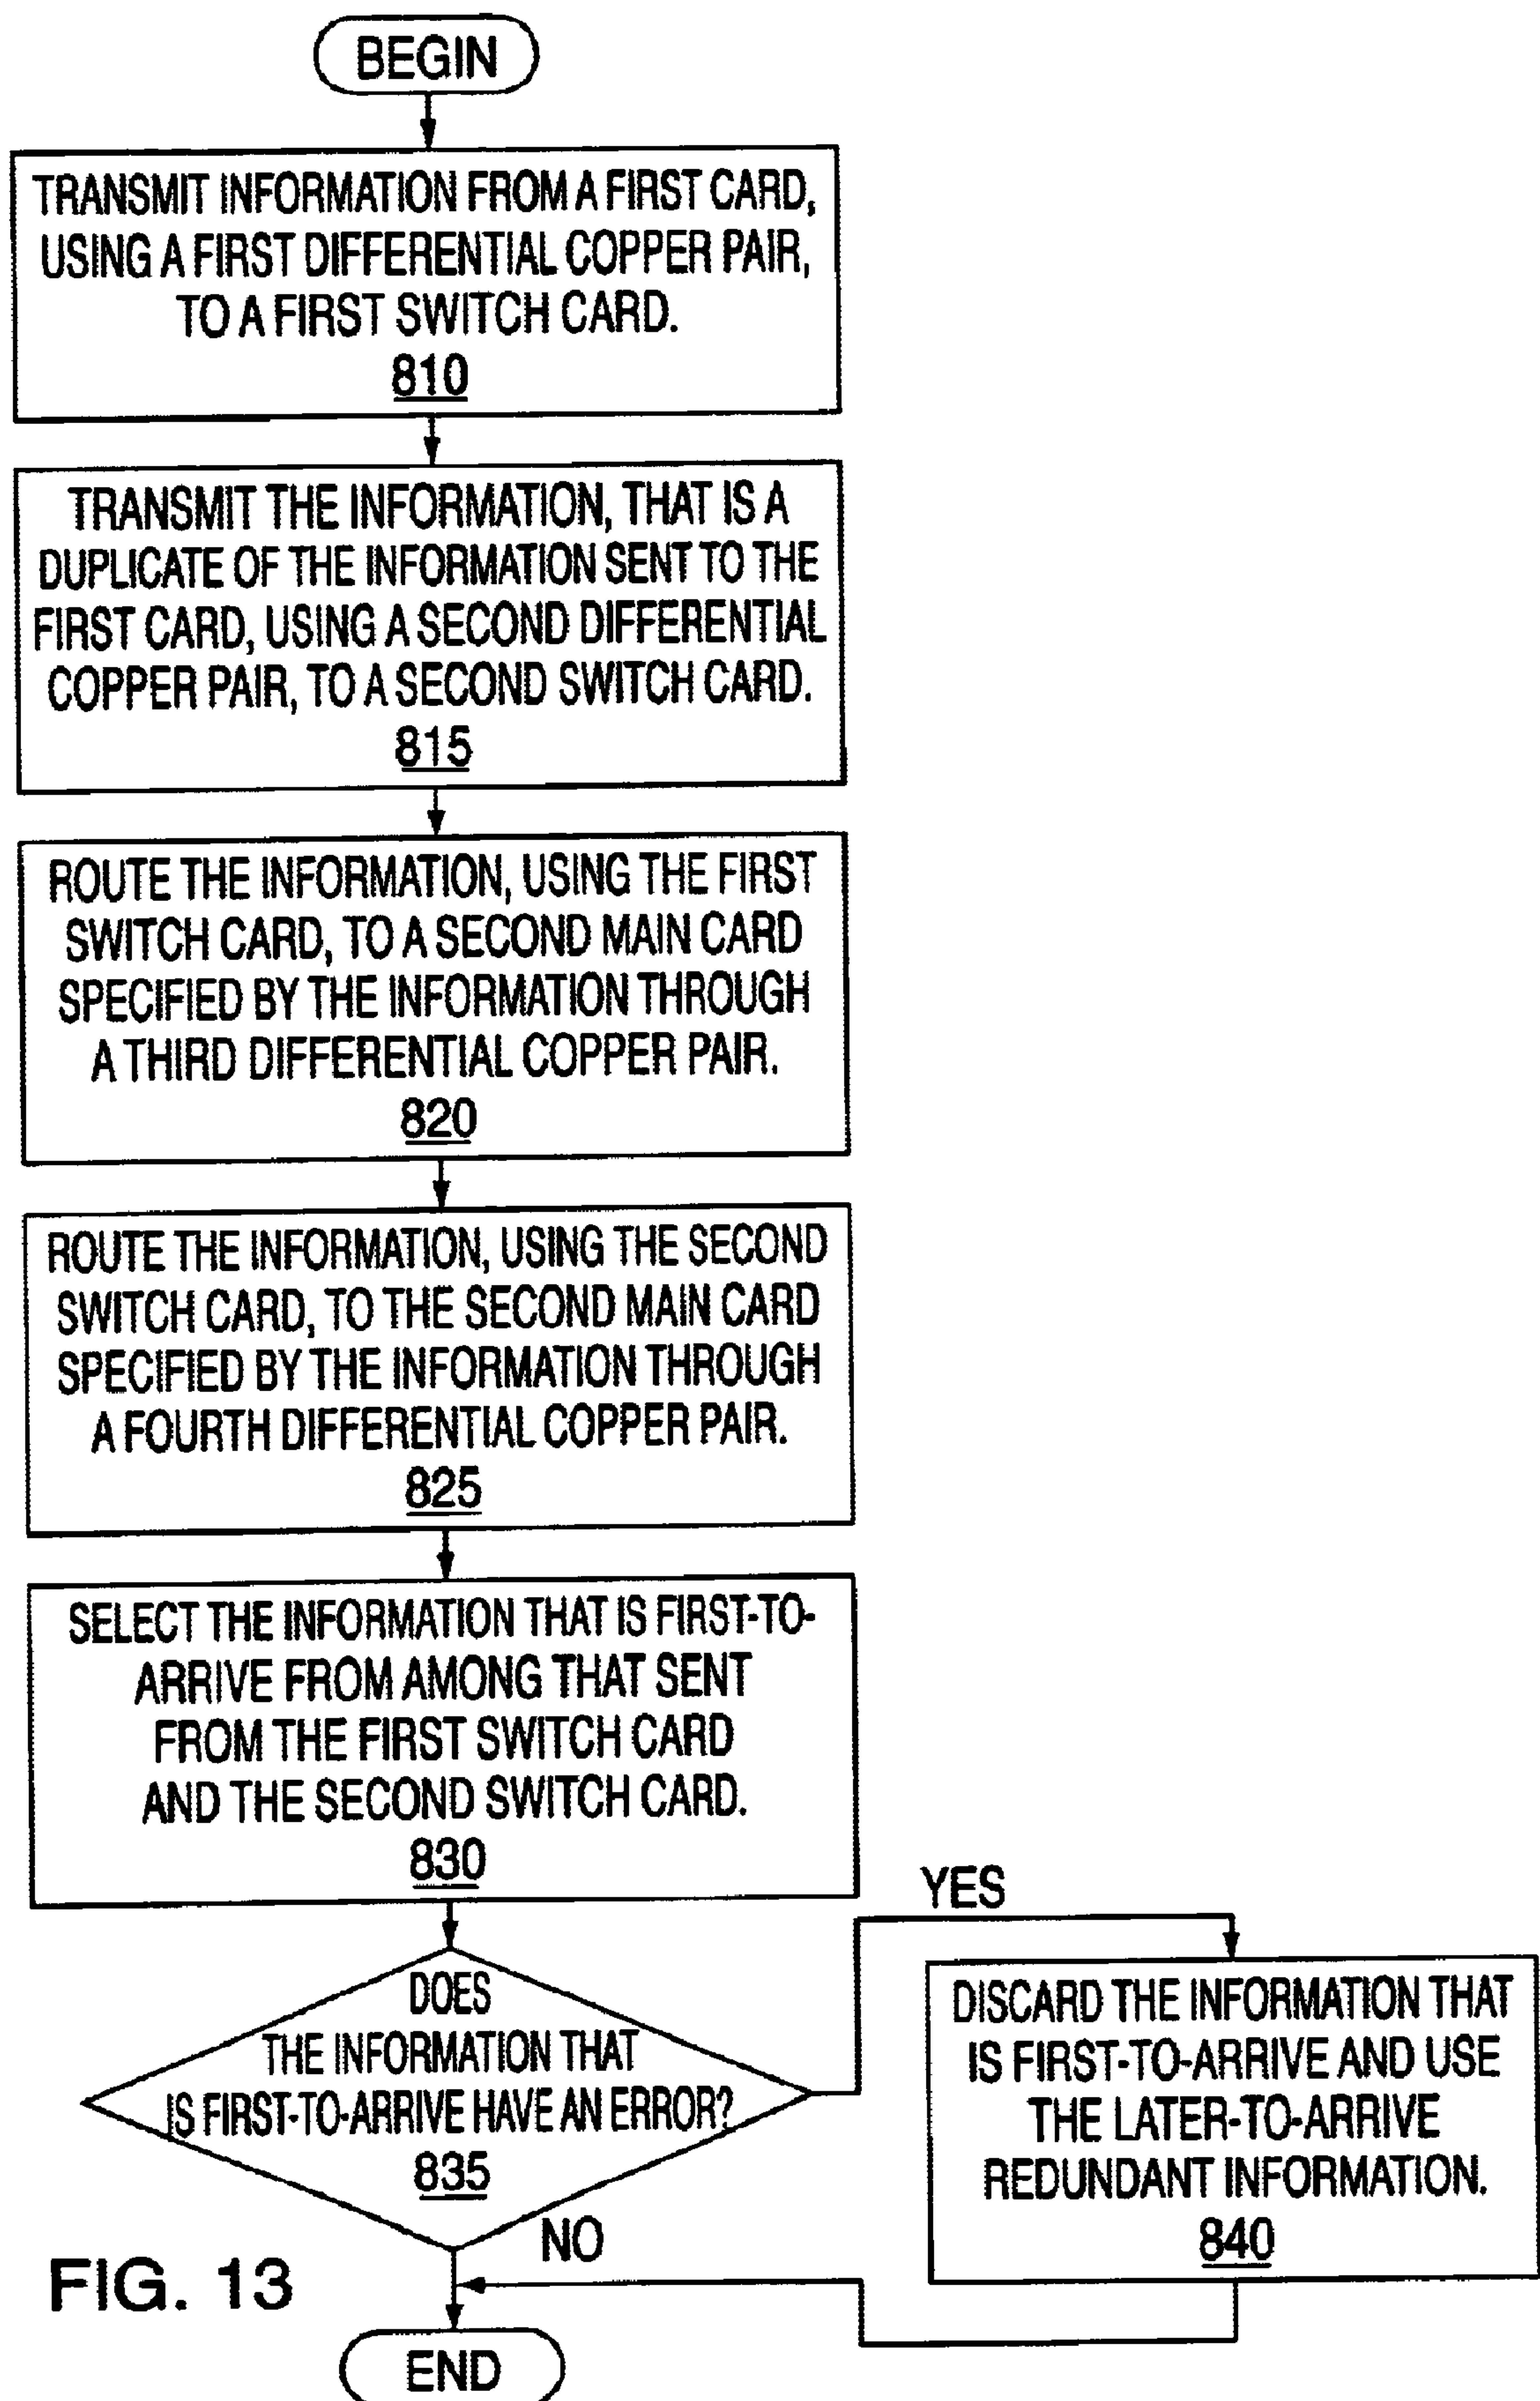 BEGIN
TRANSMIT INFORMATION FROM A FIRST CARD,
USING A FIRST DIFFERENTIAL COPPER PAIR,
TO A FIRST SWITCH CARD.
810
TRANSMIT THE INFORMATION, THAT IS A
DUPLICATE OF THE INFORMATION SENT TO THE
FIRST CARD, USING A SECOND DIFFERENTIAL
COPPER PAIR, TO A SECOND SWITCH CARD.
815
ROUTE THE INFORMATION, USING THE FIRST
SWITCH CARD, TO A SECOND MAIN CARD
SPECIFIED BY THE INFORMATION THROUGH
A THIRD DIFFERENTIAL COPPER PAIR.
820
ROUTE THE INFORMATION, USING THE SECOND
SWITCH CARD, TO THE SECOND MAIN CARD
SPECIFIED BY THE INFORMATION THROUGH
A FOURTH DIFFERENTIAL COPPER PAIR.
825
SELECT THE INFORMATION THAT IS FIRST-TO-
ARRIVE FROM AMONG THAT SENT
FROM THE FIRST SWITCH CARD
AND THE SECOND SWITCH CARD.
830
DOES
THE INFORMATION THAT
IS FIRST-TO-ARRIVE HAVE AN ERROR?
835
YES
DISCARD THE INFORMATION THAT
IS FIRST-TO-ARRIVE AND USE
THE LATER-TO-ARRIVE
REDUNDANT INFORMATION.
840
NO
FIG. 13
END